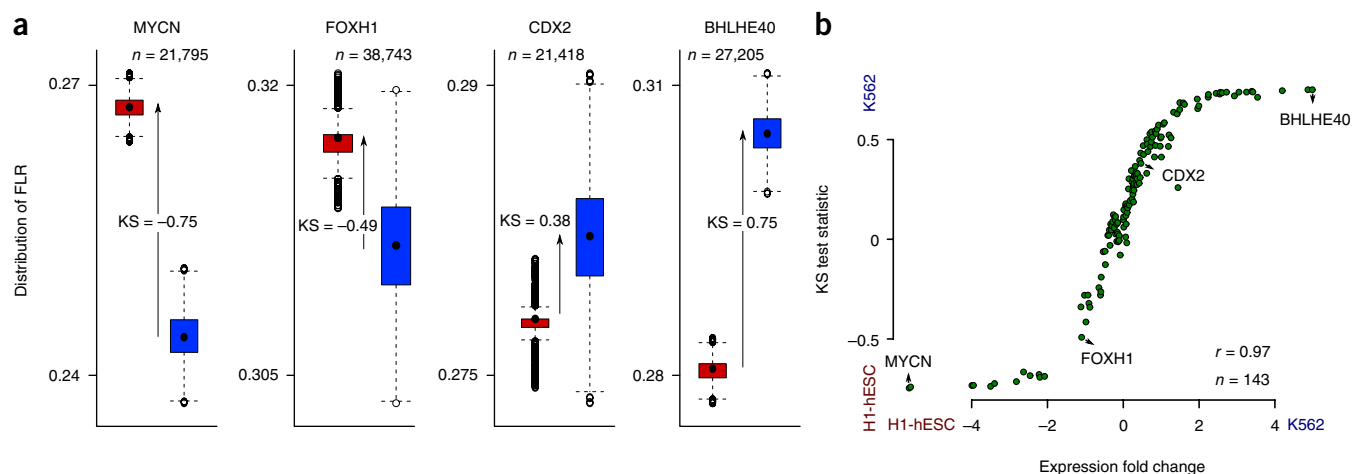 a
MYCN
FOXH1
CDX2
BHLHE40
n = 21,795
n = 38,743
n = 21,418
n = 27,205
Distribution of FLR
0.27
0.24
KS = –0.75
0.32
0.305
KS = –0.49
0.29
0.275
KS = 0.38
0.31
0.28
KS = 0.75
b
K562
KS test statistic
H1-hESC
0.5
0
–0.5
BHLHE40
CDX2
FOXH1
MYCN
r = 0.97
n = 143
H1-hESC
–4
–2
0
2
4
K562
Expression fold change